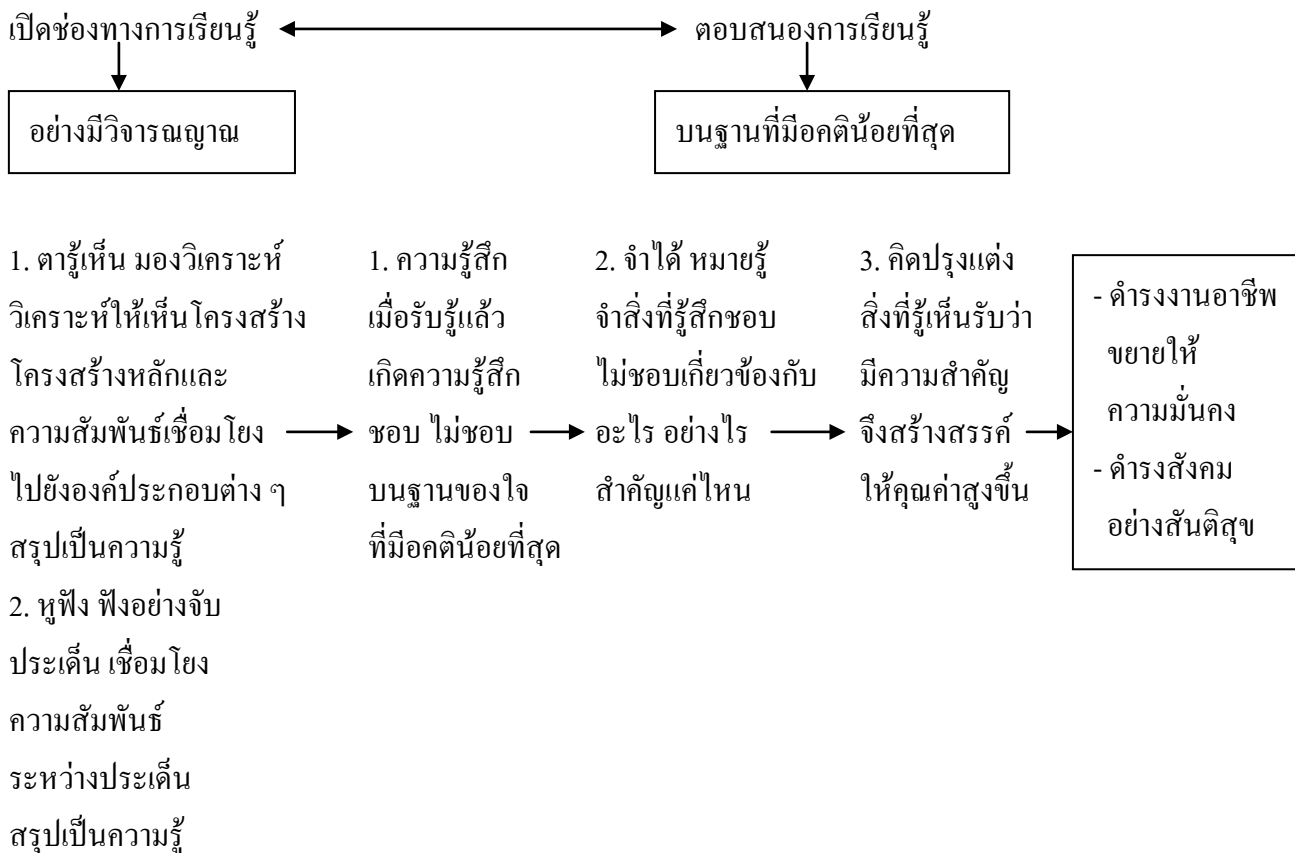 เปิดช่องทางการเรียนรู้
ตอบสนองการเรียนรู้
อย่างมีวิจารณญาณ
บนฐานที่มีอคติน้อยที่สุด
1. ตารู้เห็น มองวิเคราะห์
วิเคราะห์ให้เห็นโครงสร้าง
โครงสร้างหลักและ
ความสัมพันธ์เชื่อมโยง
ไปยังองค์ประกอบต่าง ๆ
สรุปเป็นความรู้
2. หูฟัง ฟังอย่างจับ
ประเด็น เชื่อมโยง
ความสัมพันธ์
ระหว่างประเด็น
สรุปเป็นความรู้
1. ความรู้สึก
เมื่อรับรู้แล้ว
เกิดความรู้สึก
ชอบ ไม่ชอบ
บนฐานของใจ
ที่มีอคติน้อยที่สุด
2. จำได้ หมายรู้
จำสิ่งที่รู้สึกชอบ
ไม่ชอบเกี่ยวข้องกับ
อะไร อย่างไร
สำคัญแค่ไหน
3. คิดปรุงแต่ง
สิ่งที่รู้เห็นรับว่า
มีความสำคัญ
จึงสร้างสรรค์
ให้คุณค่าสูงขึ้น
- ดำรงงานอาชีพ
ขยายให้
ความมั่นคง
- ดำรงสังคม
อย่างสันติสุข